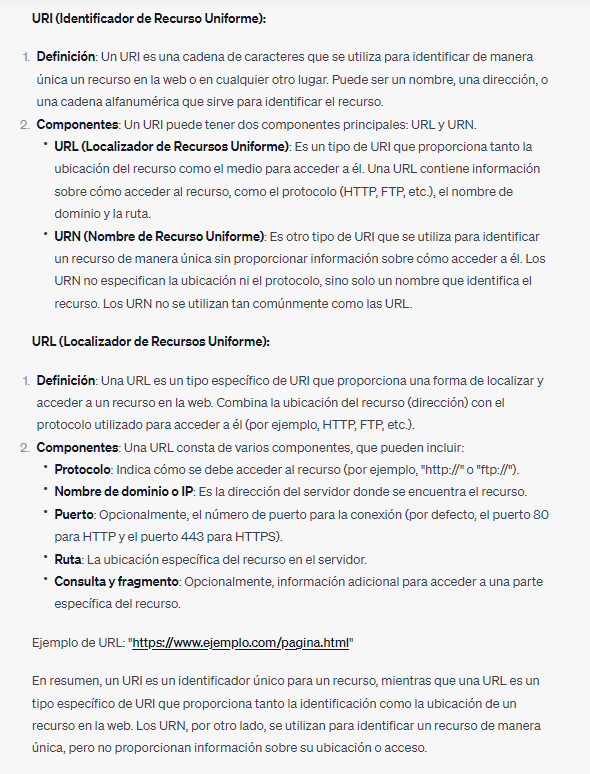 URI (Identificador de Recurso Uniforme):
1. Definición: Un URI es una cadena de caracteres que se utiliza para identificar de manera
única un recurso en la web o en cualquier otro lugar. Puede ser un nombre, una dirección, o
una cadena alfanumérica que sirve para identificar el recurso.
2. Componentes: Un URI puede tener dos componentes principales: URL y URN.
• URL (Localizador de Recursos Uniforme): Es un tipo de URI que proporciona tanto la
ubicación del recurso como el medio para acceder a él. Una URL contiene información
sobre cómo acceder al recurso, como el protocolo (HTTP, FTP, etc.), el nombre de
dominio y la ruta.
• URN (Nombre de Recurso Uniforme): Es otro tipo de URI que se utiliza para identificar
un recurso de manera única sin proporcionar información sobre cómo acceder a él. Los
URN no especifican la ubicación ni el protocolo, sino solo un nombre que identifica el
recurso. Los URN no se utilizan tan comúnmente como las URL.
URL (Localizador de Recursos Uniforme):
1. Definición: Una URL es un tipo específico de URI que proporciona una forma de localizar y
acceder a un recurso en la web. Combina la ubicación del recurso (dirección) con el
protocolo utilizado para acceder a él (por ejemplo, HTTP, FTP, etc.).
2. Componentes: Una URL consta de varios componentes, que pueden incluir:
• Protocolo: Indica cómo se debe acceder al recurso (por ejemplo, "http://" o "ftp://").
• Nombre de dominio o IP: Es la dirección del servidor donde se encuentra el recurso.
• Puerto: Opcionalmente, el número de puerto para la conexión (por defecto, el puerto 80
para HTTP y el puerto 443 para HTTPS).
• Ruta: La ubicación específica del recurso en el servidor.
• Consulta y fragmento: Opcionalmente, información adicional para acceder a una parte
específica del recurso.
Ejemplo de URL: "https://www.ejemplo.com/pagina.html"
En resumen, un URI es un identificador único para un recurso, mientras que una URL es un
tipo específico de URI que proporciona tanto la identificación como la ubicación de un
recurso en la web. Los URN, por otro lado, se utilizan para identificar un recurso de manera
única, pero no proporcionan información sobre su ubicación o acceso.